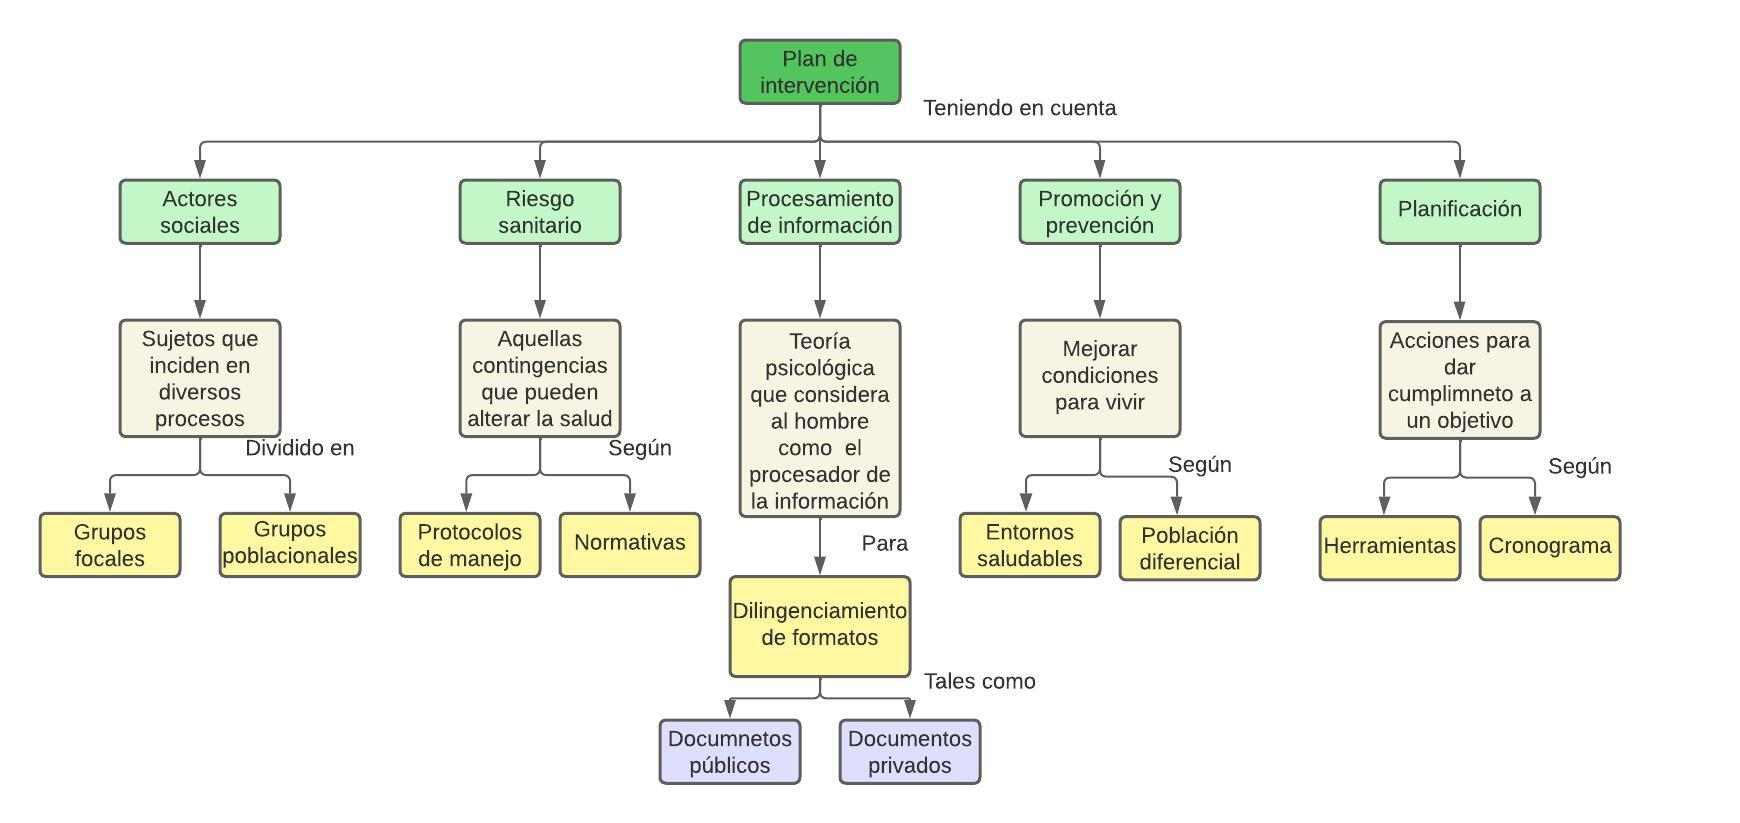 Plan de
intervención
Teniendo en cuenta
Actores
sociales
Riesgo
sanitario
Procesamiento
de información
Promoción y
prevención
Planificación
Sujetos que
inciden en
diversos
procesos
Aquellas
contingencias
que pueden
alterar la salud
Teoría
psicológica
que considera
al hombre
como el
procesador de
la información
Mejorar
condiciones
para vivir
Acciones para
dar
cumplimneto a
un objetivo
Dividido en
Según
Según
Según
Grupos
focales
Grupos
poblacionales
Protocolos
de manejo
Normativas
Para
Entornos
saludables
Población
diferencial
Herramientas
Cronograma
Dilingenciamiento
de formatos
Tales como
Documnetos
públicos
Documentos
privados